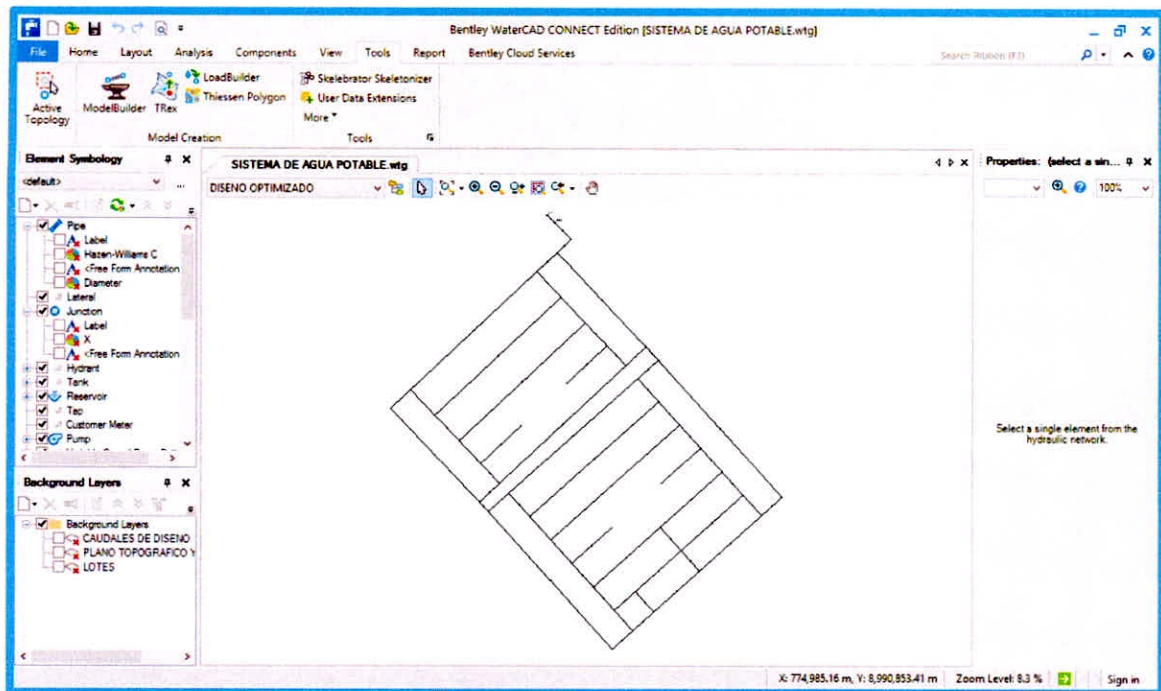 Bentley WaterCAD CONNECT Edition [SISTEMA DE AGUA POTABLE.wtg]
File Home Layout Analysis Components View Tools Report Bentley Cloud Services Search Ribbon (F3)
Active Topology
ModelBuilder
TRex
LoadBuilder
Thiessen Polygon
Model Creation
Skelebrator Skeletonizer
User Data Extensions
More
Tools
Element Symbology
<default>
...
Pipe
Label
Hazen-Williams C
<Free Form Annotation
Diameter
Lateral
Junction
Label
X
<Free Form Annotation
Hydrant
Tank
Reservoir
Tap
Customer Meter
Pump
Background Layers
Background Layers
CAUDALES DE DISENO
PLANO TOPOGRAFICO Y
LOTES
SISTEMA DE AGUA POTABLE.wtg
DISENO OPTIMIZADO
Properties: (select a sin...
100%
Select a single element from the
hydraulic network.
X: 774,985.16 m, Y: 8,990,853.41 m Zoom Level: 8.3 % Sign in